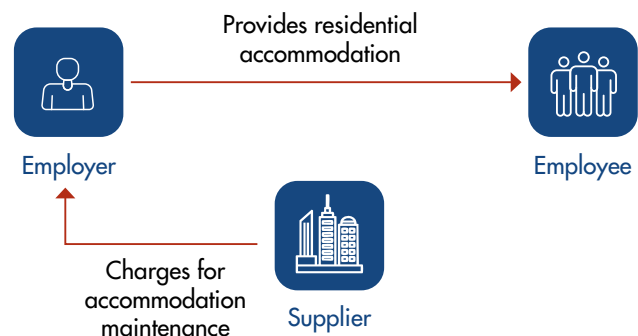 Provides residential
accommodation
Employer
Employee
Charges for
accommodation
maintenance
Supplier